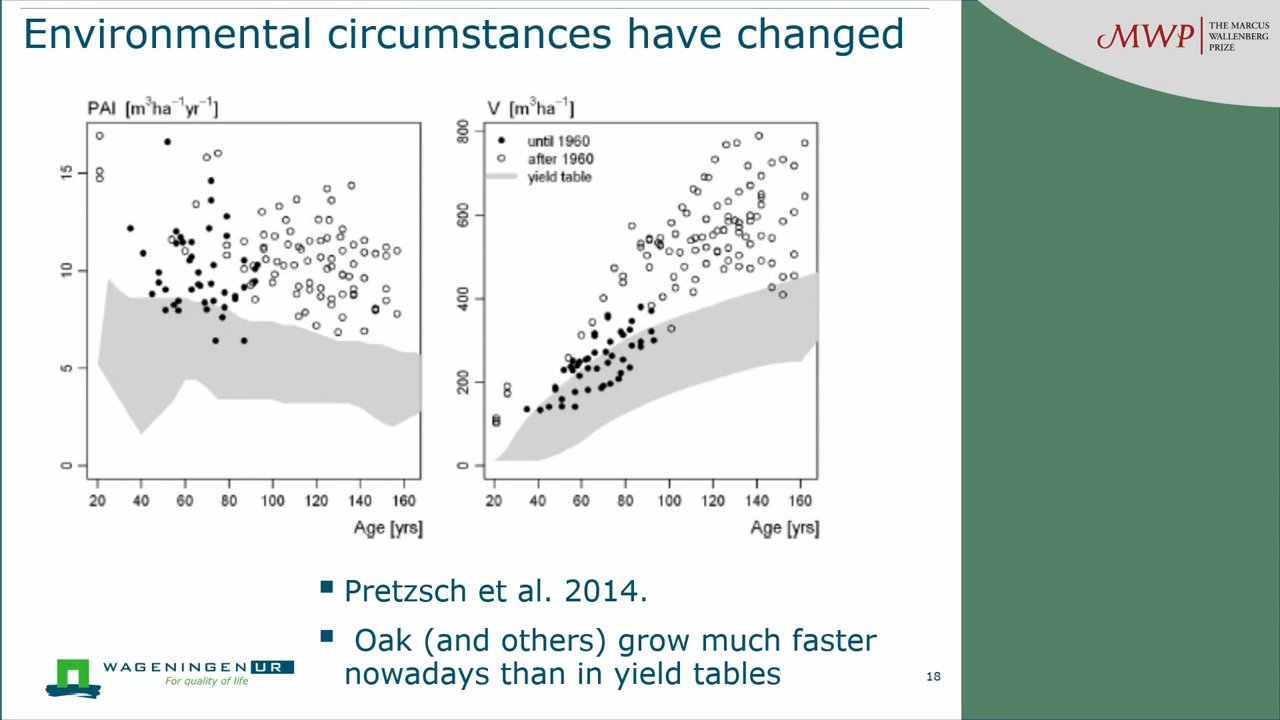 Environmental circumstances have changed
MWP
THE MARCUS
WALLENBERG
PRIZE
PAI [m³ha⁻¹yr⁻¹]
15
10
5
0
20 40 60 80 100 120 140 160
Age [yrs]
V [m³ha⁻¹]
until 1960
after 1960
yield table
800
600
400
200
0
20 40 60 80 100 120 140 160
Age [yrs]
Pretzsch et al. 2014.
Oak (and others) grow much faster
nowadays than in yield tables
WAGENINGEN UR
For quality of life
18